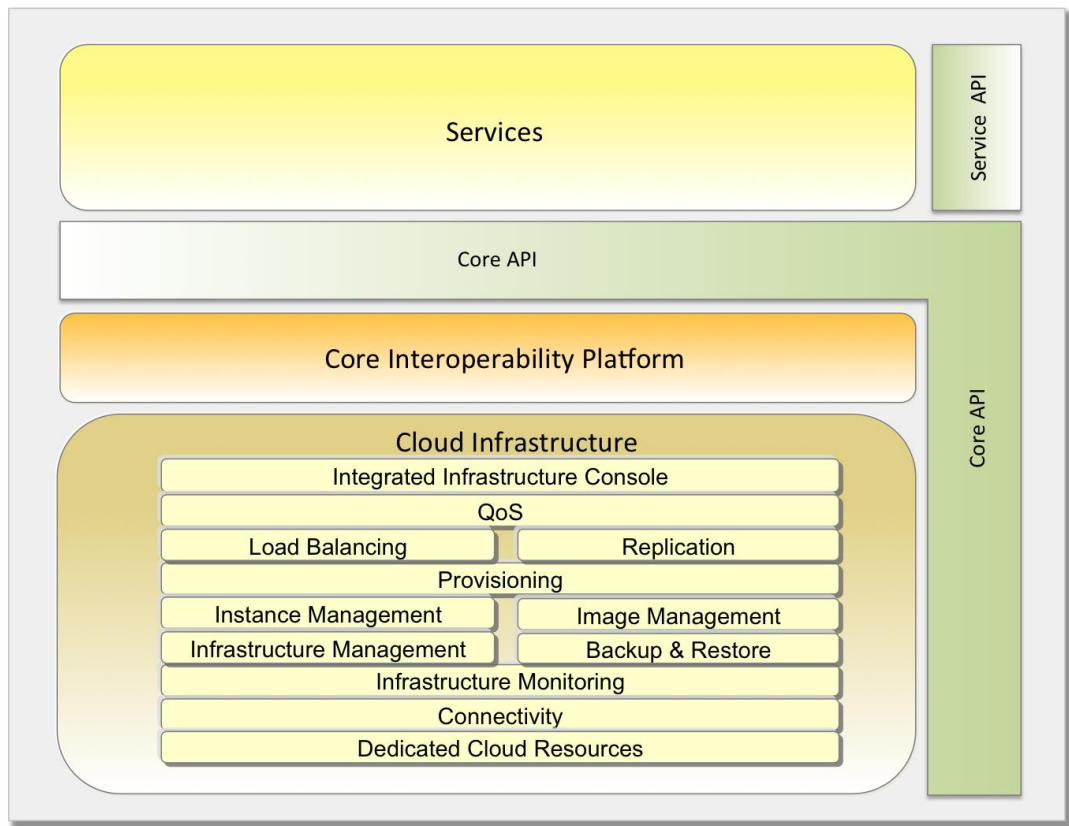 Services
Service API
Core API
Core Interoperability Platform
Core API
Cloud Infrastructure
Integrated Infrastructure Console
QoS
Load Balancing
Replication
Provisioning
Instance Management
Image Management
Infrastructure Management
Backup & Restore
Infrastructure Monitoring
Connectivity
Dedicated Cloud Resources